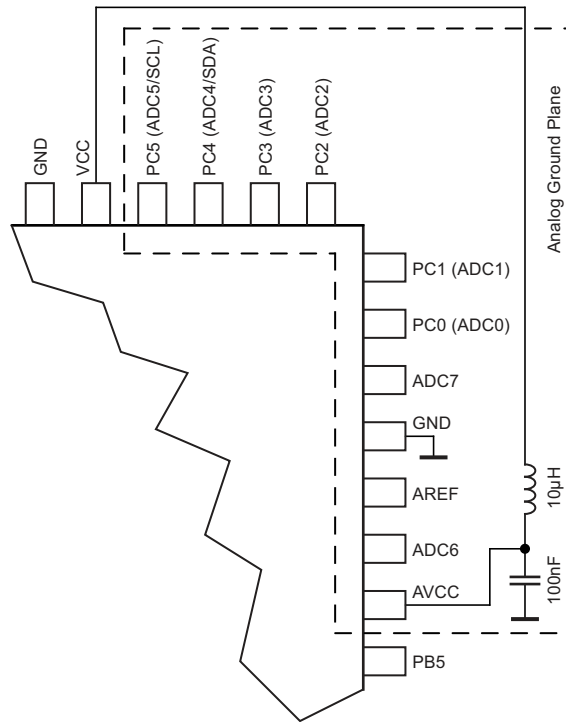 GND
VCC
PC5 (ADC5/SCL)
PC4 (ADC4/SDA)
PC3 (ADC3)
PC2 (ADC2)
Analog Ground Plane
PC1 (ADC1)
PC0 (ADC0)
ADC7
GND
AREF
ADC6
AVCC
PB5
10μH
100nF